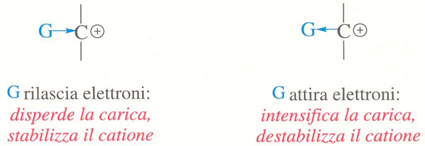 G→C⊕ G←C⊕
G rilascia elettroni: G attira elettroni:
disperde la carica, intensifica la carica,
stabilizza il catione destabilizza il catione